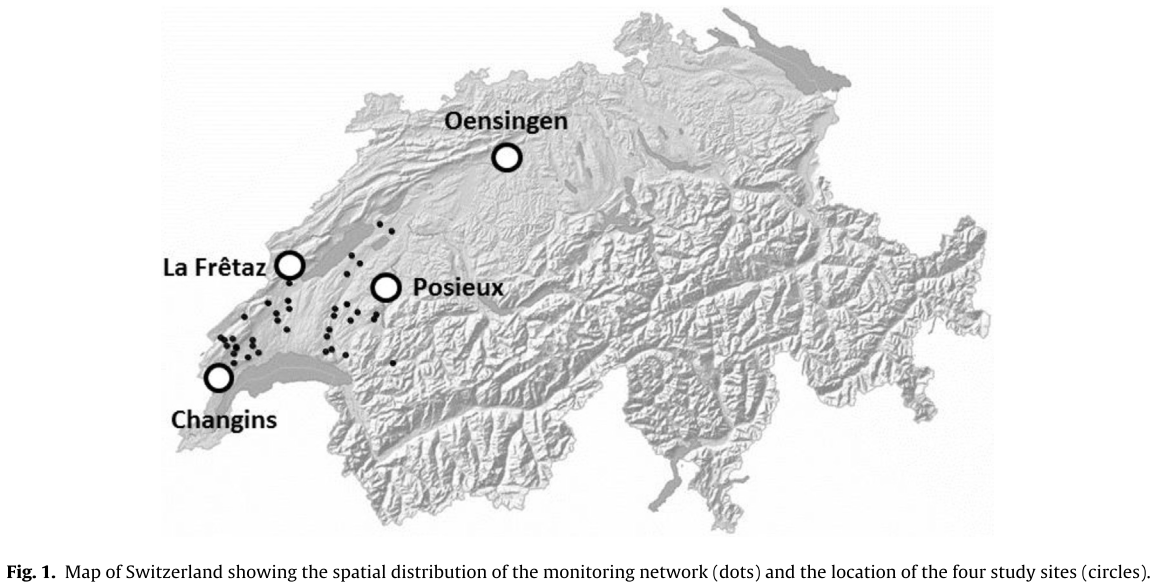 Oensingen
La Frêtaz
Posieux
Changins
Fig. 1. Map of Switzerland showing the spatial distribution of the monitoring network (dots) and the location of the four study sites (circles).